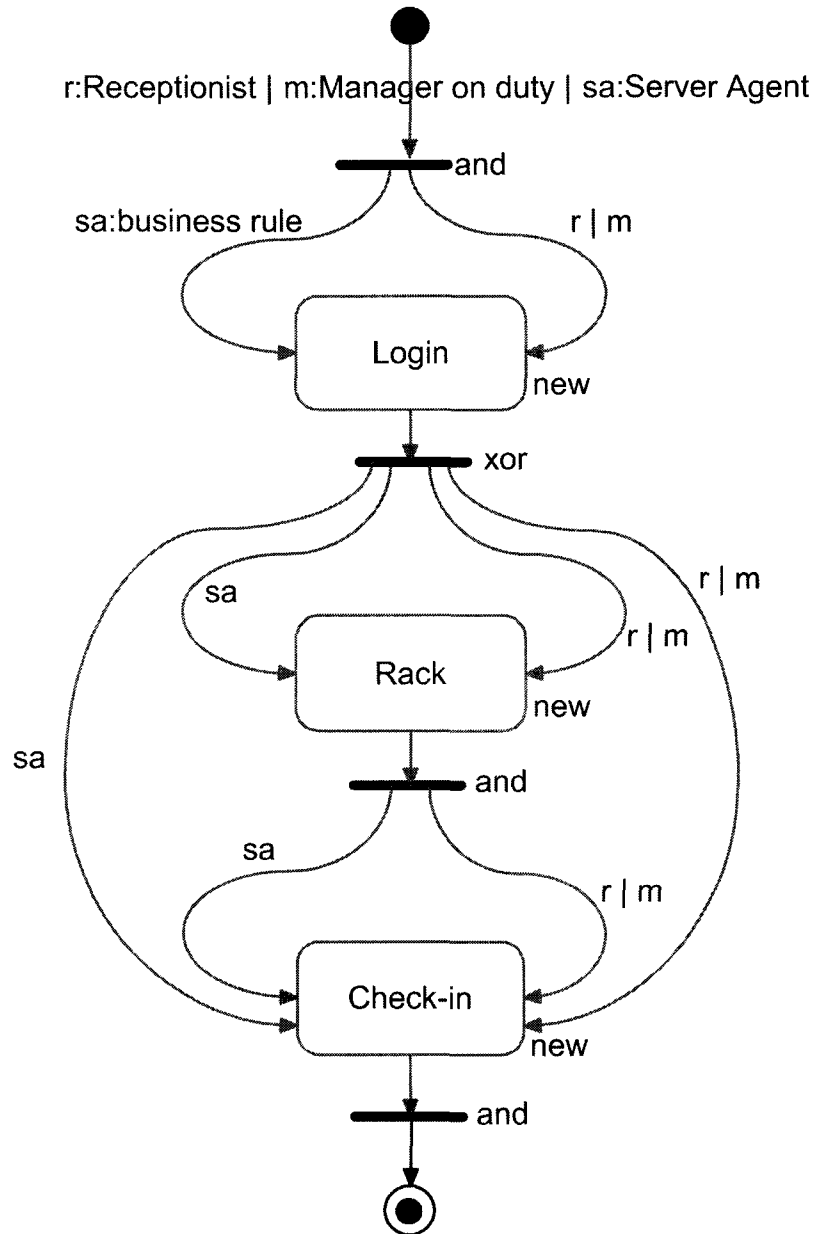 r:Receptionist | m:Manager on duty | sa:Server Agent
and
sa:business rule
r | m
Login
new
xor
sa
r | m
r | m
Rack
new
sa
and
sa
r | m
Check-in
new
and